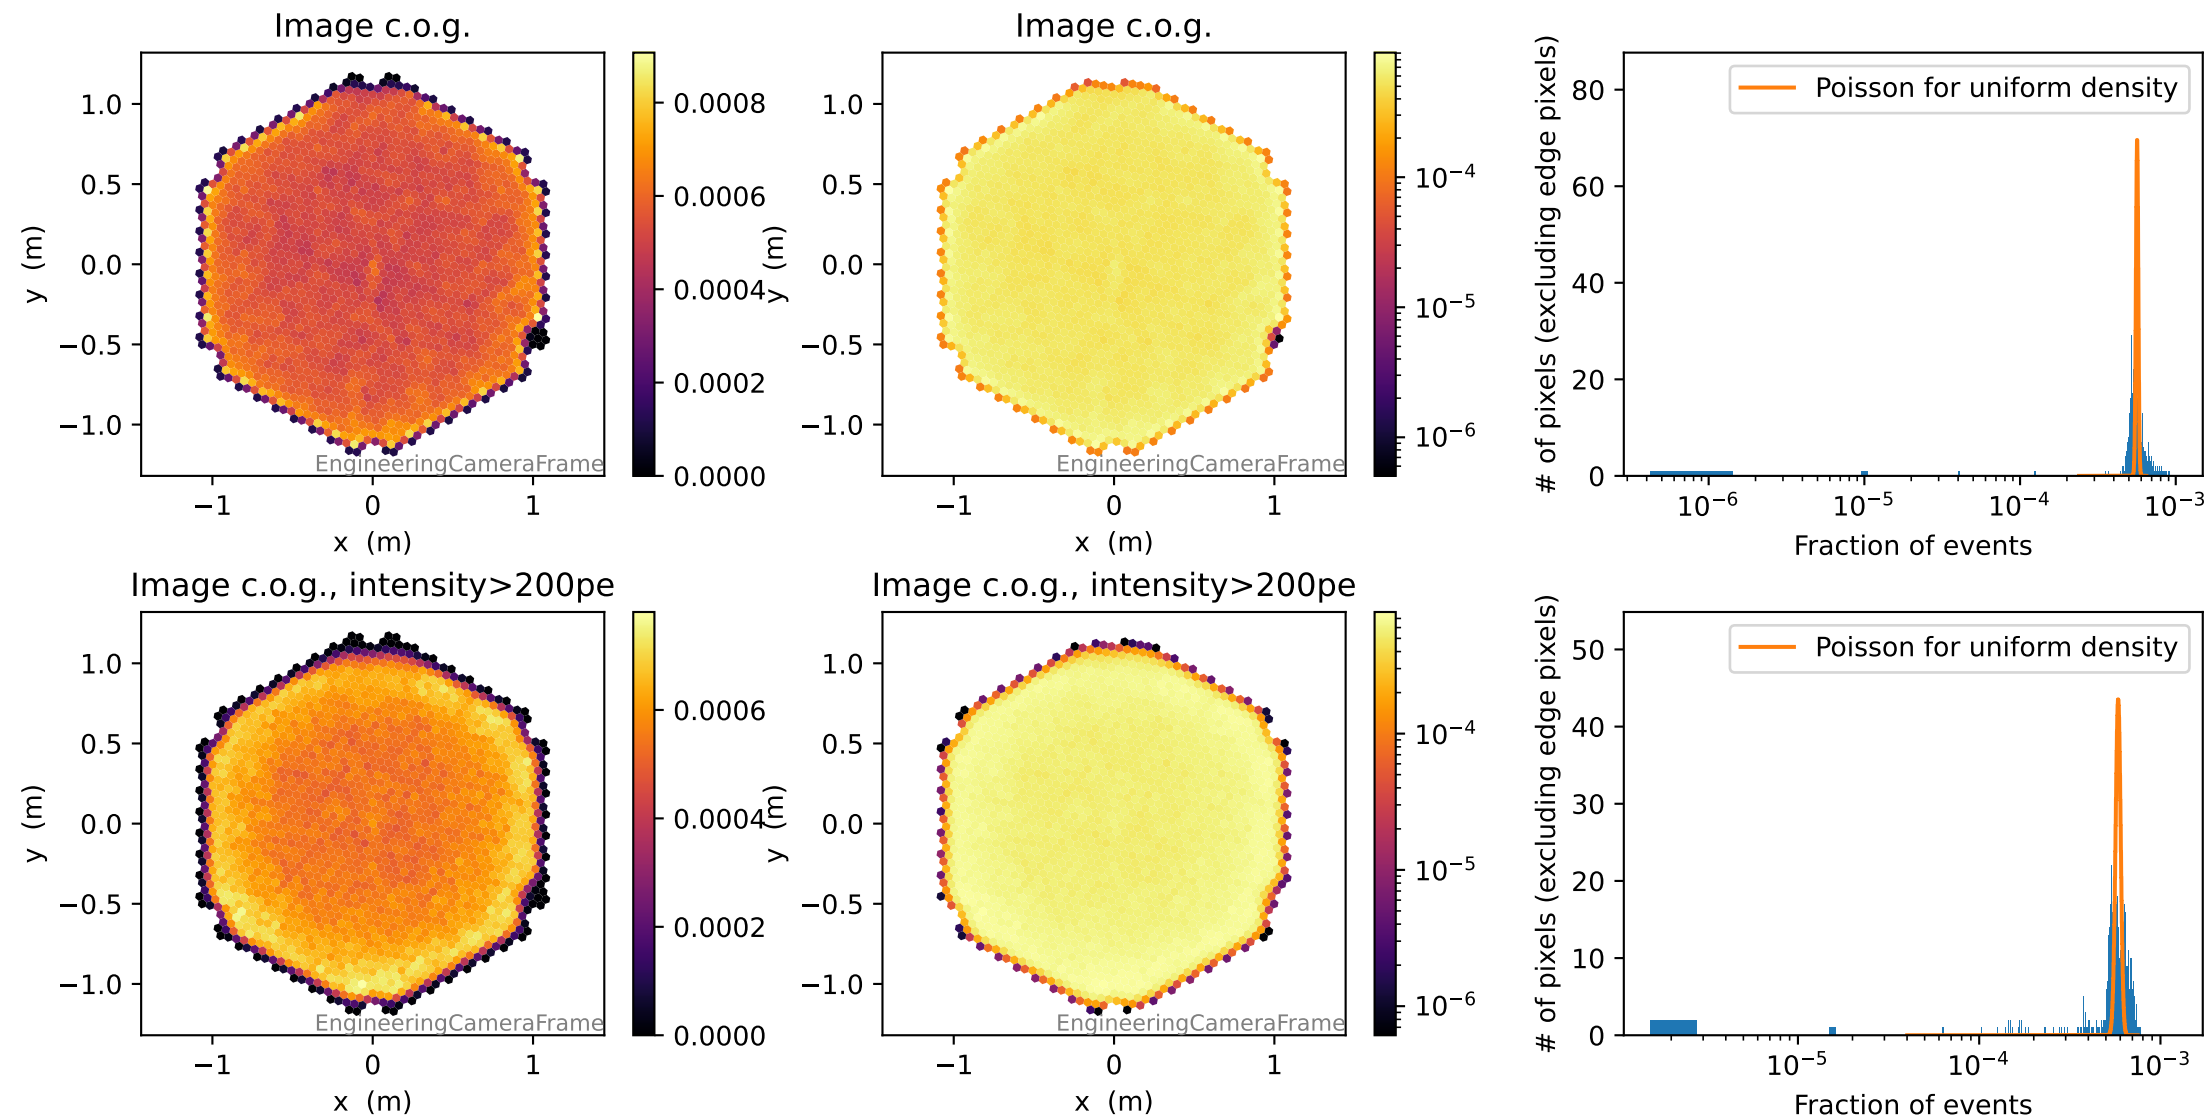 Image c.o.g.
y (m)
1.0
0.5
0.0
−0.5
−1.0
−1
0
1
x (m)
EngineeringCameraFrame
0.0008
0.0006
0.0004
0.0002
0.0000
Image c.o.g.
y (m)
1.0
0.5
0.0
−0.5
−1.0
−1
0
1
x (m)
EngineeringCameraFrame
10⁻⁴
10⁻⁵
10⁻⁶
# of pixels (excluding edge pixels)
80
60
40
20
0
Poisson for uniform density
10⁻⁶
10⁻⁵
10⁻⁴
10⁻³
Fraction of events
Image c.o.g., intensity>200pe
y (m)
1.0
0.5
0.0
−0.5
−1.0
−1
0
1
x (m)
EngineeringCameraFrame
0.0006
0.0004
0.0002
0.0000
Image c.o.g., intensity>200pe
y (m)
1.0
0.5
0.0
−0.5
−1.0
−1
0
1
x (m)
EngineeringCameraFrame
10⁻⁴
10⁻⁵
10⁻⁶
# of pixels (excluding edge pixels)
50
40
30
20
10
0
Poisson for uniform density
10⁻⁵
10⁻⁴
10⁻³
Fraction of events